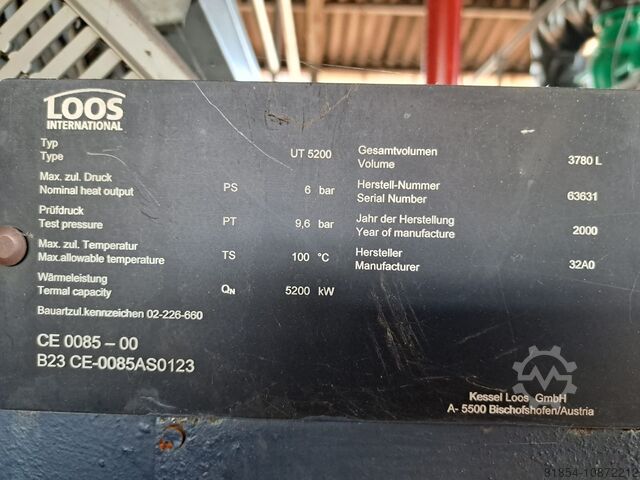 LOOS
INTERNATIONAL
Typ
Type UT 5200
Max. zul. Druck
Nominal heat output PS 6 bar
Prüfdruck
Test pressure PT 9,6 bar
Max. zul. Temperatur
Max.allowable temperature TS 100 °C
Wärmeleistung
Termal capacity QN 5200 kW
Bauartzul.kennzeichen 02-226-660
CE 0085 – 00
B23 CE-0085AS0123
Gesamtvolumen
Volume 3780 L
Herstell-Nummer
Serial Number 63631
Jahr der Herstellung
Year of manufacture 2000
Hersteller
Manufacturer 32A0
Kessel Loos GmbH
A- 5500 Bischofshofen/Austria
91854-10872212